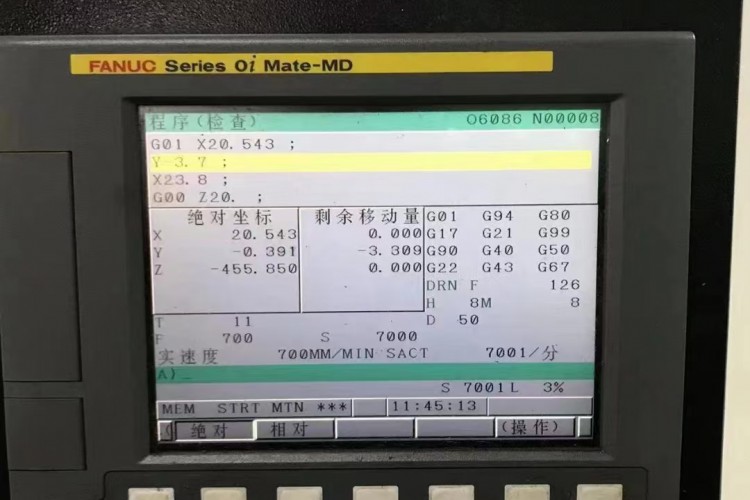 FANUC Series 0i Mate-MD
程序(检查) O6086 N00008
G01 X20.543 ;
Y-3.7 ;
X23.8 ;
G00 Z20. ;
绝对坐标 剩余移动量 G01 G94 G80
X 20.543 0.000 G17 G21 G99
Y -0.391 -3.309 G90 G40 G50
Z -455.850 0.000 G22 G43 G67
DRN F 126
H 8M 8
T 11 D 50
F 700 S 7000
实速度 700MM/MIN SACT 7001/分
A)_
S 7001L 3%
MEM STRT MTN *** 11:45:13
绝对 相对 (操作)